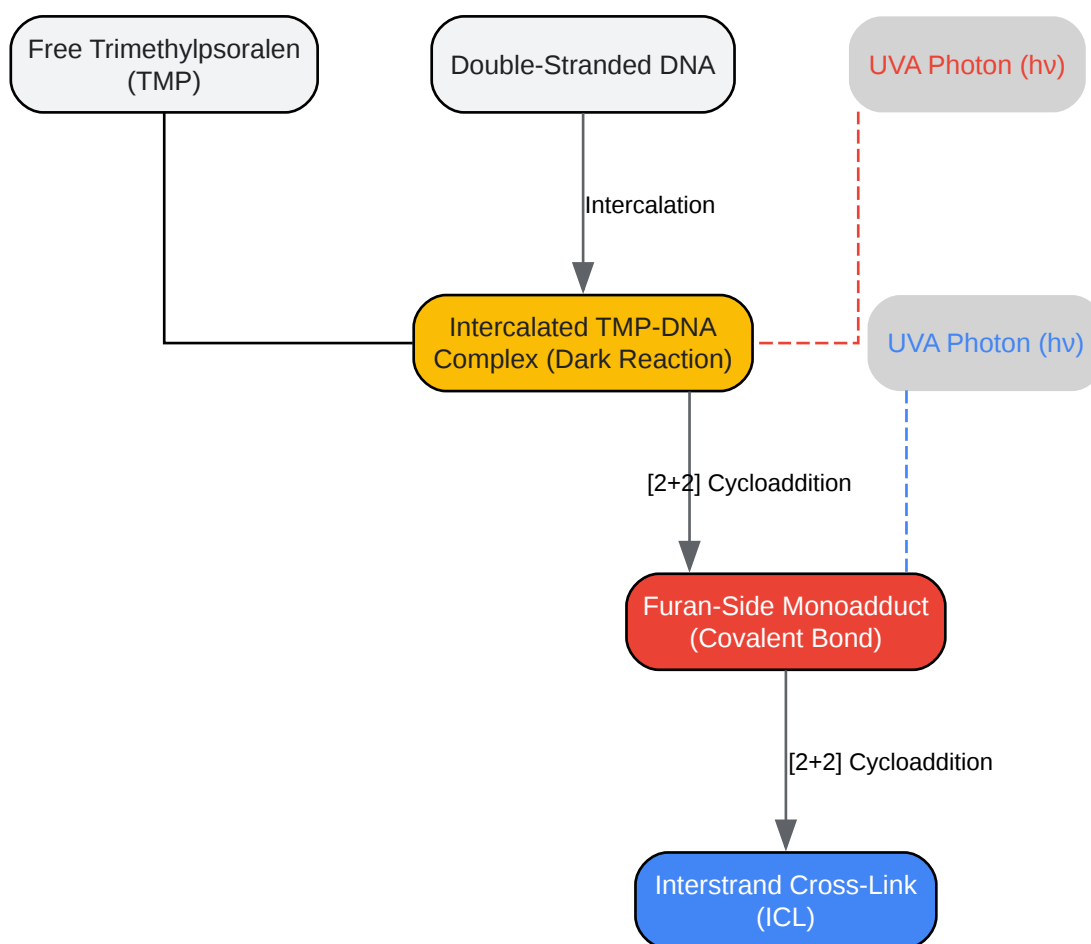 Free Trimethylpsoralen
(TMP)
Double-Stranded DNA
UVA Photon (hν)
Intercalation
Intercalated TMP-DNA
Complex (Dark Reaction)
UVA Photon (hν)
[2+2] Cycloaddition
Furan-Side Monoadduct
(Covalent Bond)
[2+2] Cycloaddition
Interstrand Cross-Link
(ICL)